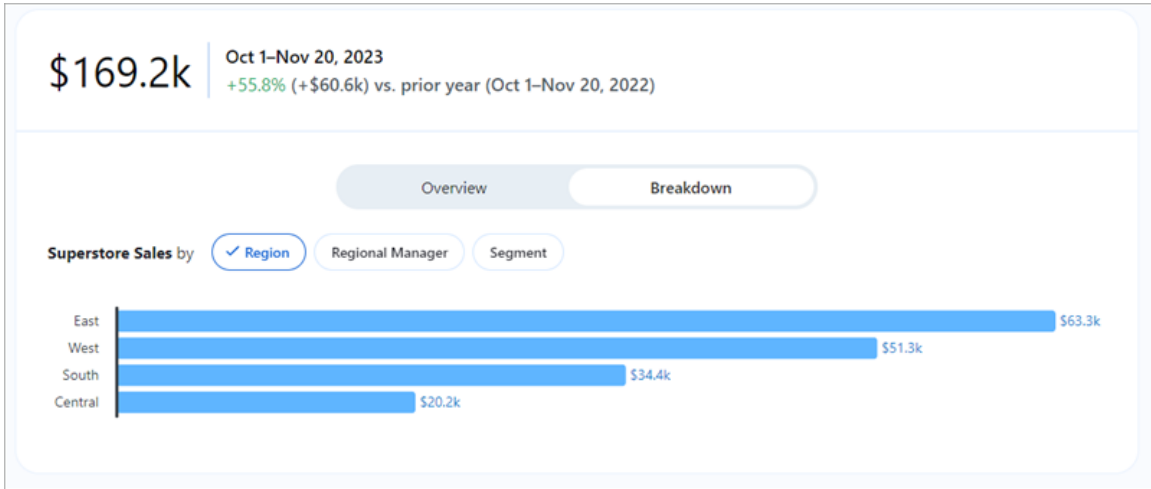 $169.2k
Oct 1–Nov 20, 2023
+55.8% (+$60.6k) vs. prior year (Oct 1–Nov 20, 2022)
Overview Breakdown
Superstore Sales by Region Regional Manager Segment
East $63.3k
West $51.3k
South $34.4k
Central $20.2k